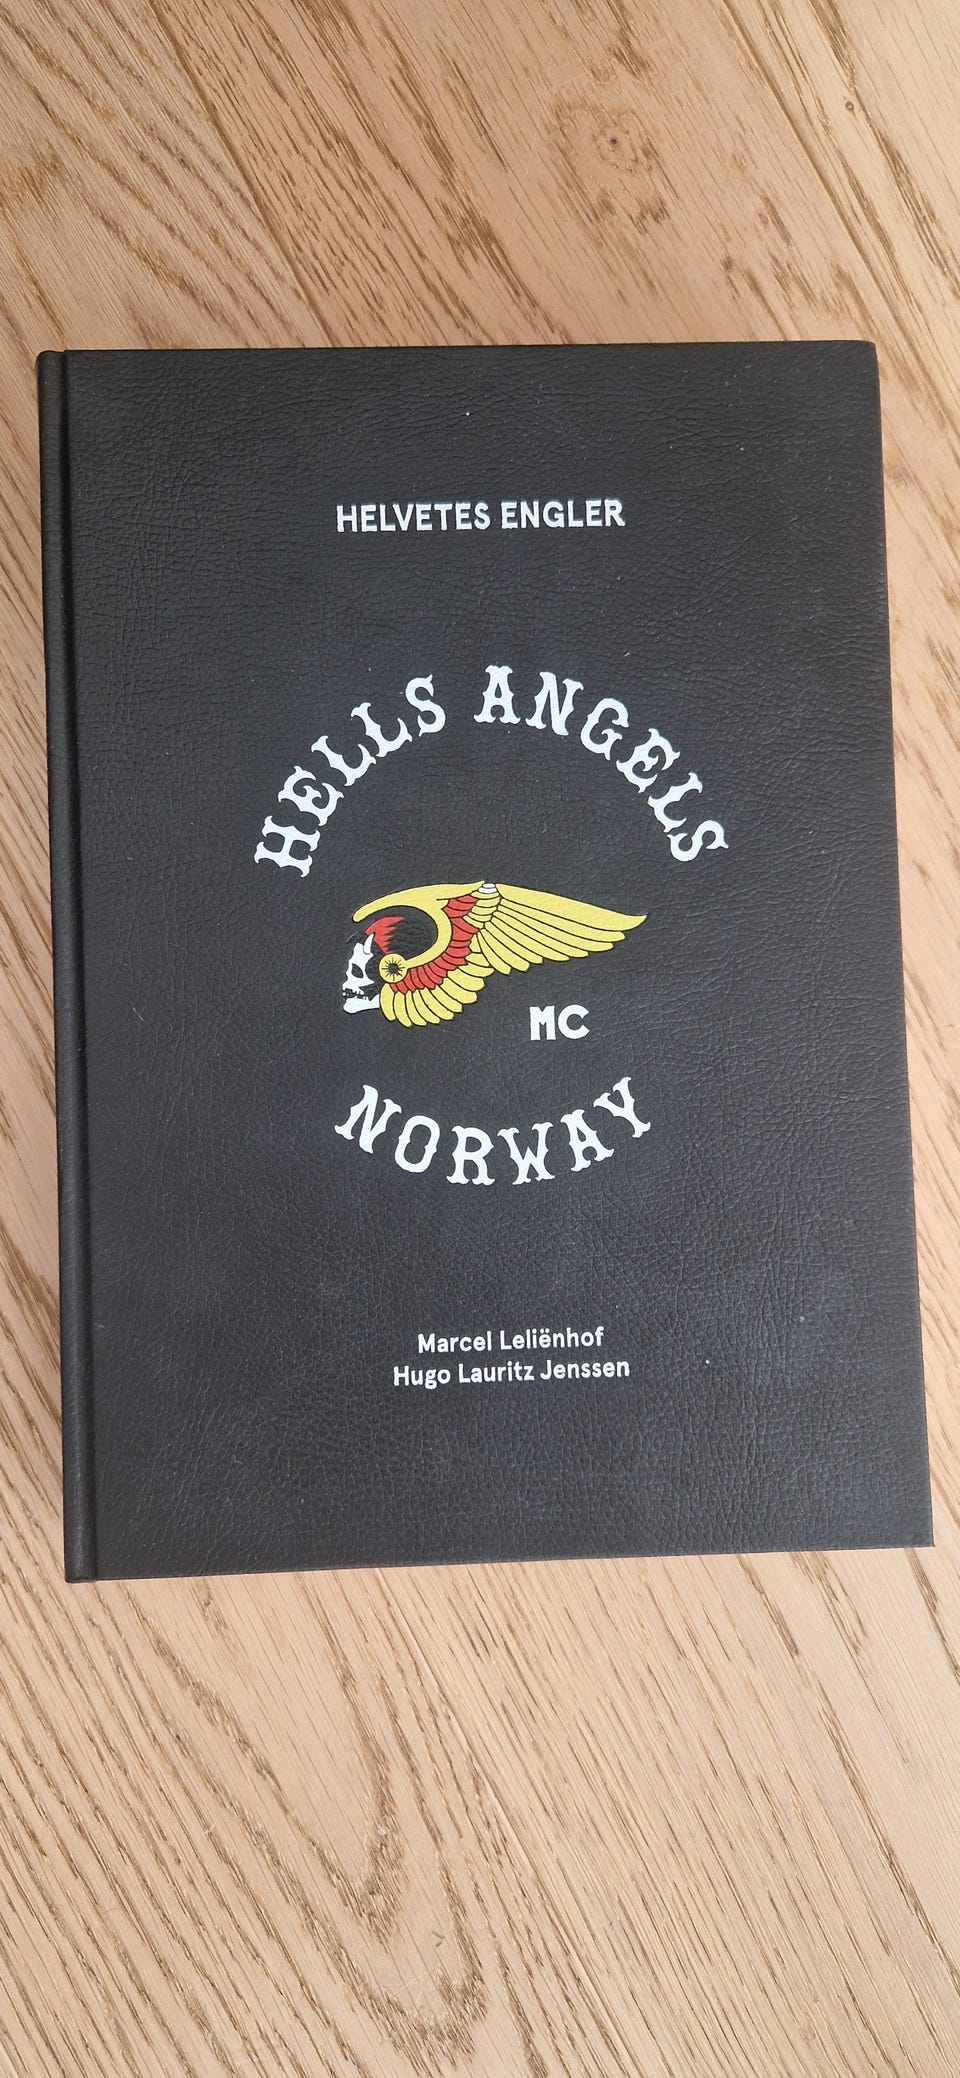 HELVETES ENGLER
HELLS ANGELS
MC
NORWAY
Marcel Leliënhof
Hugo Lauritz Jenssen